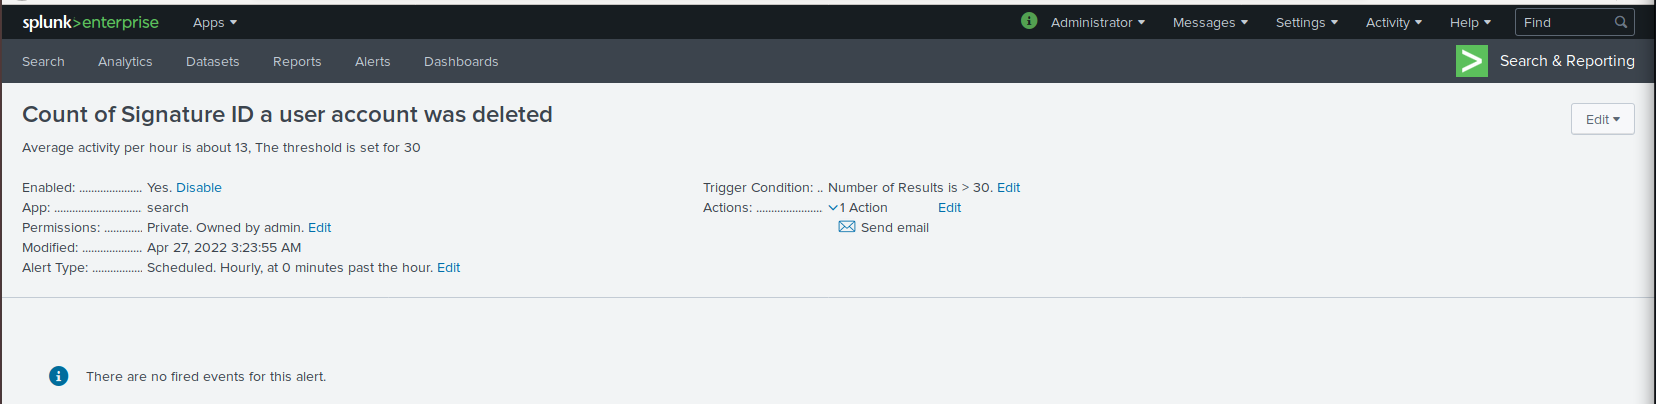 splunk>enterprise Apps Administrator Messages Settings Activity Help Find
Search Analytics Datasets Reports Alerts Dashboards Search & Reporting
Count of Signature ID a user account was deleted
Edit
Average activity per hour is about 13, The threshold is set for 30
Enabled: ..................... Yes. Disable
App: ............................. search
Permissions: ............. Private. Owned by admin. Edit
Modified: .................... Apr 27, 2022 3:23:55 AM
Alert Type: ................. Scheduled. Hourly, at 0 minutes past the hour. Edit
Trigger Condition: .. Number of Results is > 30. Edit
Actions: ...................... 1 Action Edit
Send email
There are no fired events for this alert.